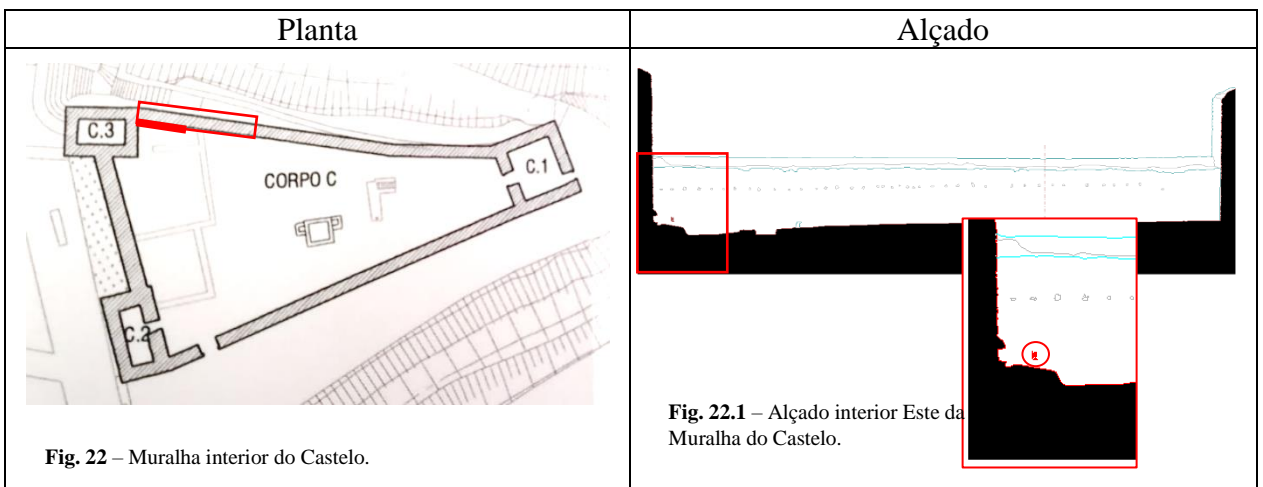 Planta
Alçado
C.3
CORPO C
C.1
C.2
Fig. 22 – Muralha interior do Castelo.
Fig. 22.1 – Alçado interior Este da
Muralha do Castelo.